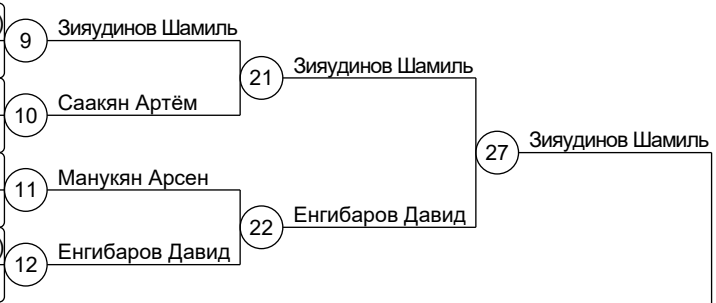 9
Зияудинов Шамиль
21
Зияудинов Шамиль
10
Саакян Артём
27
Зияудинов Шамиль
11
Манукян Арсен
22
Енгибаров Давид
12
Енгибаров Давид